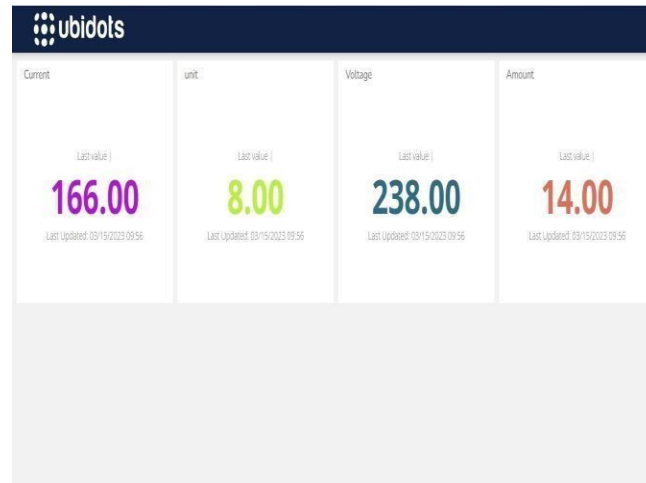 ubidots
Current
Last value |
166.00
Last Updated: 03/15/2023 09:56
unit
Last value |
8.00
Last Updated: 03/15/2023 09:56
Voltage
Last value |
238.00
Last Updated: 03/15/2023 09:56
Amount
Last value |
14.00
Last Updated: 03/15/2023 09:56